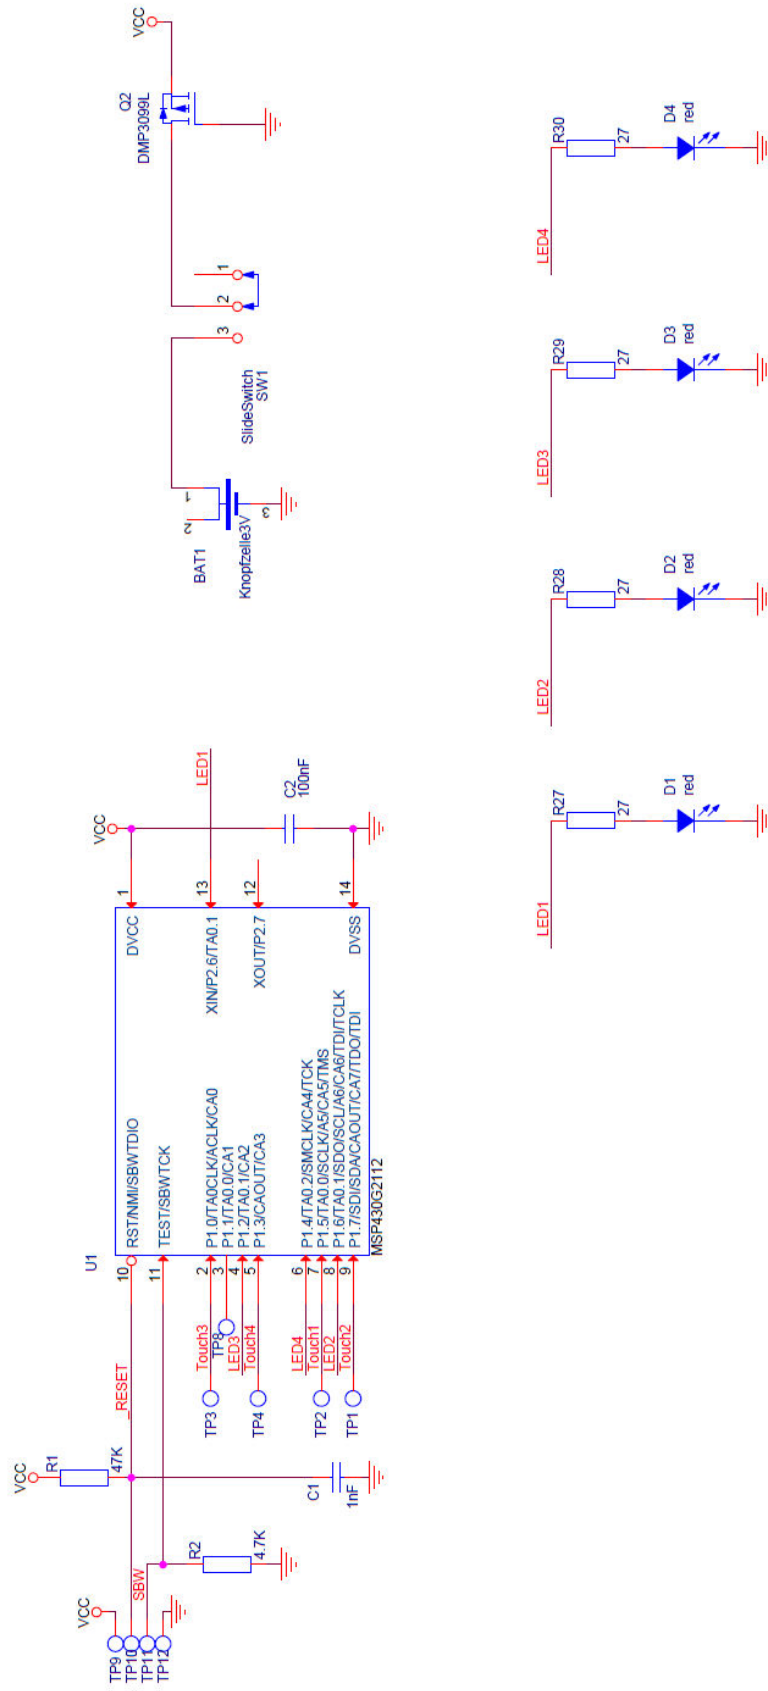 VCC
TP9
TP10
TP11
TP12
SBW
VCC
R1
47K
R2
4.7K
_RESET
C1
1nF
TP3
TP4
TP2
TP1
Touch3
TP8
LED3
Touch4
LED4
Touch1
LED2
Touch2
10
11
2
3
4
5
6
7
8
9
U1
RST/NMI/SBWTDIO
TEST/SBWTCK
P1.0/TA0CLK/ACLK/CA0
P1.1/TA0.0/CA1
P1.2/TA0.1/CA2
P1.3/CAOUT/CA3
P1.4/TA0.2/SMCLK/CA4/TCK
P1.5/TA0.0/SCLK/A5/CA5/TMS
P1.6/TA0.1/SDO/SCL/A6/CA6/TDI/TCLK
P1.7/SDI/SDA/CAOUT/CA7/TDO/TDI
MSP430G2112
DVCC
XIN/P2.6/TA0.1
XOUT/P2.7
DVSS
1
13
12
14
VCC
LED1
C2
100nF
BAT1
Knopfzelle3V
1
2
3
SlideSwitch
SW1
3
2
1
Q2
DMP3099L
VCC
LED1
R27
27
D1
red
LED2
R28
27
D2
red
LED3
R29
27
D3
red
LED4
R30
27
D4
red